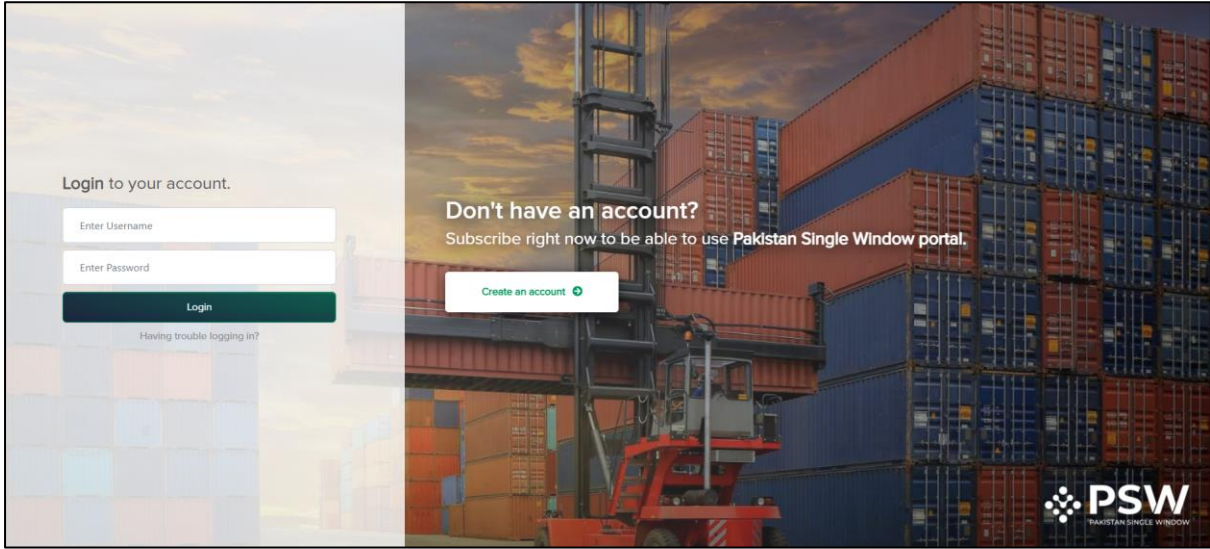 Login to your account.
Enter Username
Enter Password
Login
Having trouble logging in?
Don't have an account?
Subscribe right now to be able to use Pakistan Single Window portal.
Create an account
PSW
PAKISTAN SINGLE WINDOW